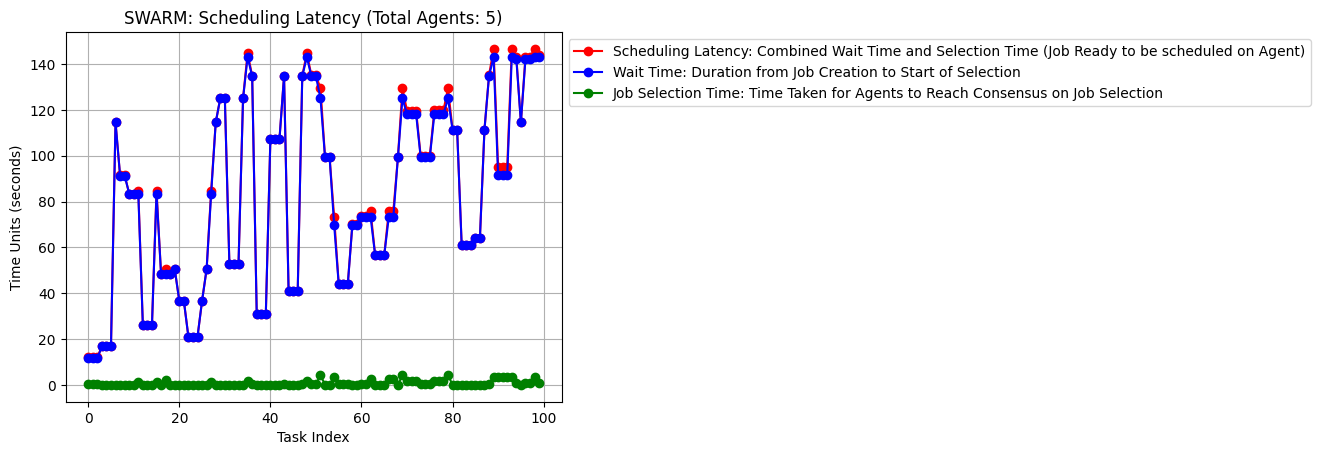 SWARM: Scheduling Latency (Total Agents: 5)
Scheduling Latency: Combined Wait Time and Selection Time (Job Ready to be scheduled on Agent)
Wait Time: Duration from Job Creation to Start of Selection
Job Selection Time: Time Taken for Agents to Reach Consensus on Job Selection
Time Units (seconds)
140
120
100
80
60
40
20
0
0 20 40 60 80 100
Task Index